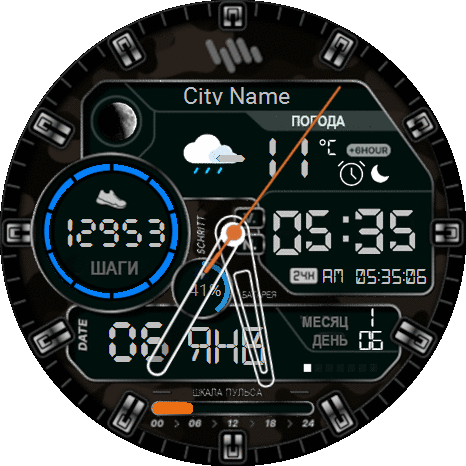 City Name
ПОГОДА
11 °C +6HOUR
12953
ШАГИ
SCHRITT
05:35
24H AM 05:35:06
41%
БАТАРЕЯ
DATE
06 ЯНВ
МЕСЯЦ 1
ДЕНЬ 06
ШКАЛА ПУЛЬСА
00 > 06 > 12 > 18 > 24